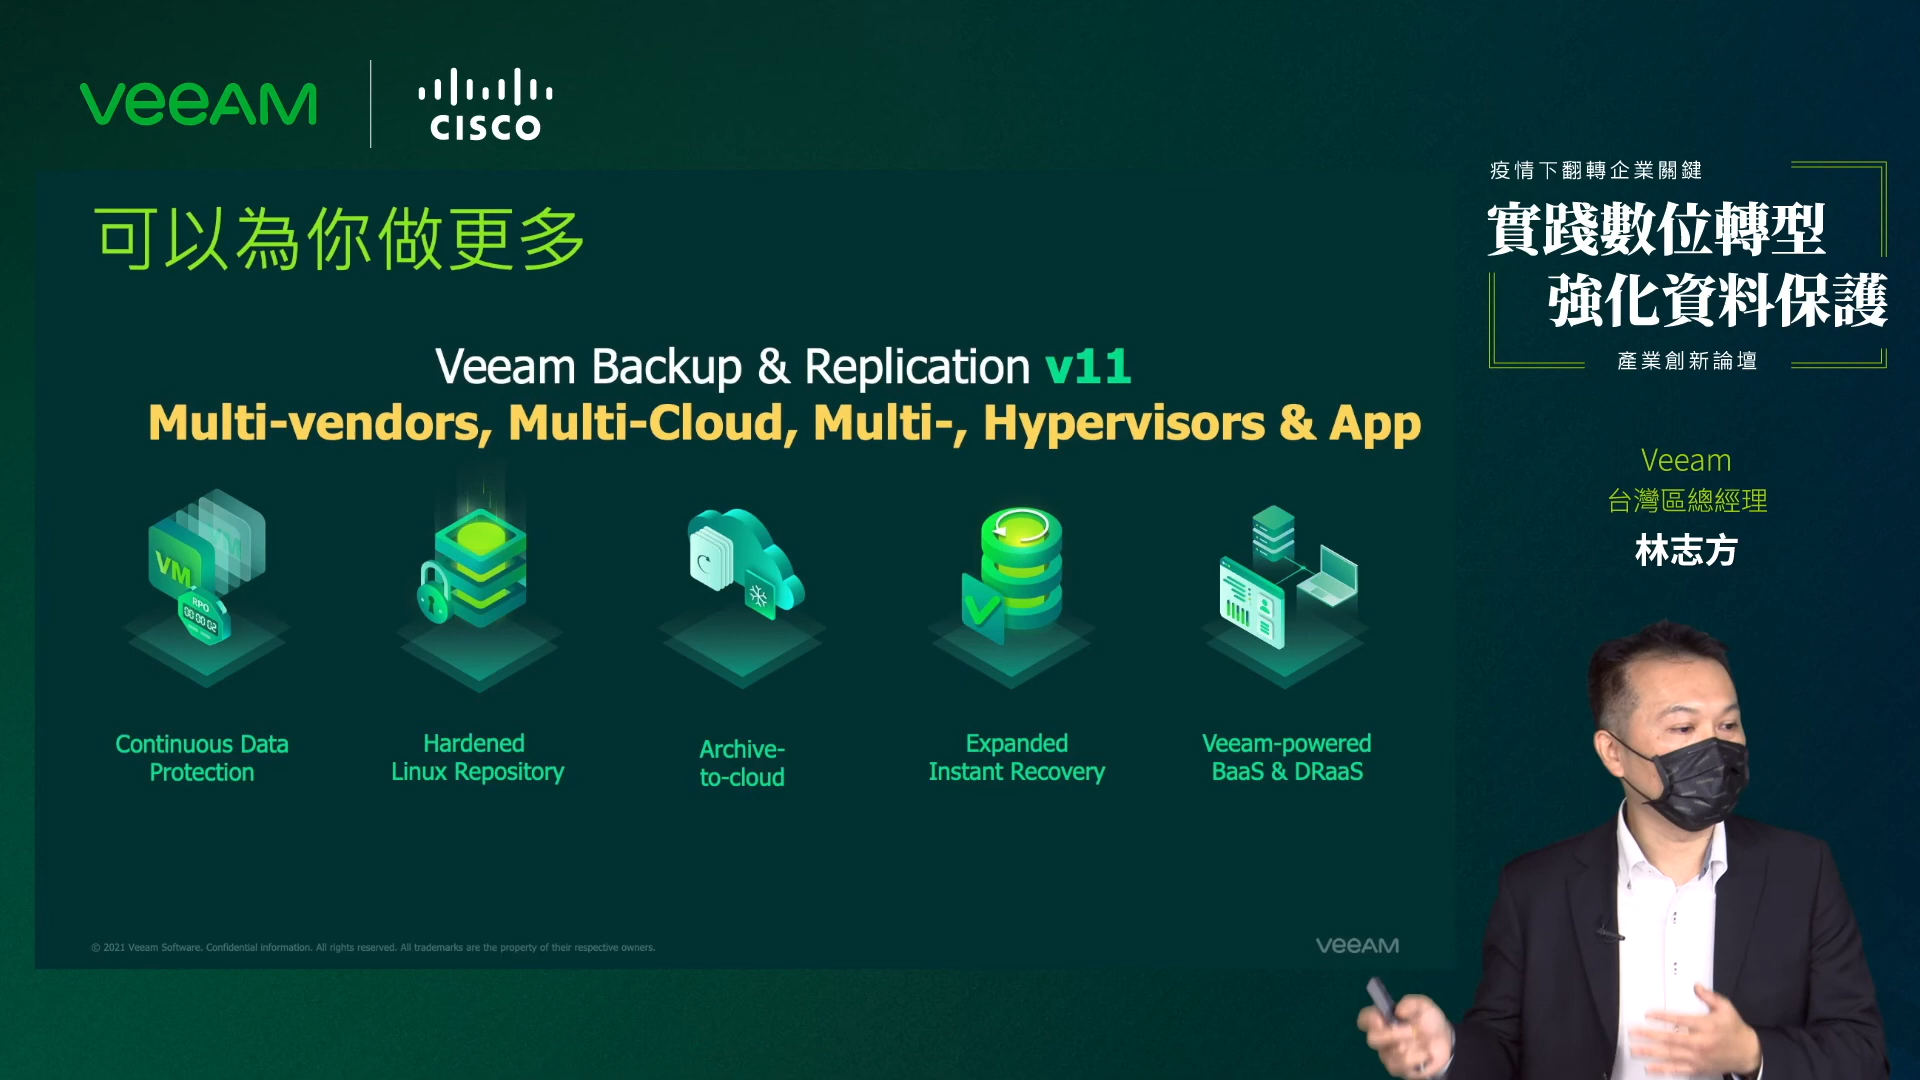 VEEAM
CISCO
可以為你做更多
Veeam Backup & Replication v11
Multi-vendors, Multi-Cloud, Multi-, Hypervisors & App
VM
RPO
00 00 02
Continuous Data
Protection
Hardened
Linux Repository
Archive-
to-cloud
Expanded
Instant Recovery
Veeam-powered
BaaS & DRaaS
© 2021 Veeam Software. Confidential information. All rights reserved. All trademarks are the property of their respective owners.
VEEAM
疫情下翻轉企業關鍵
實踐數位轉型
強化資料保護
產業創新論壇
Veeam
台灣區總經理
林志方